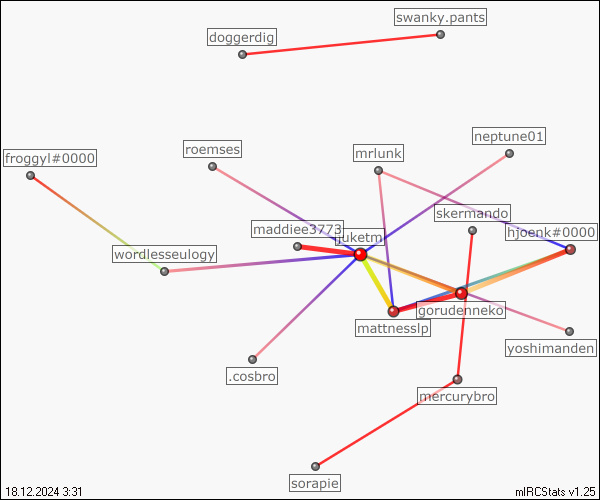 swanky.pants
doggerdig
neptune01
roemses
mrlunk
froggyl#0000
skermando
maddiee3773
juketm
hjoenk#0000
wordlesseulogy
gorudenneko
mattnesslp
yoshimanden
.cosbro
mercurybro
sorapie
18.12.2024 3:31
mIRCStats v1.25